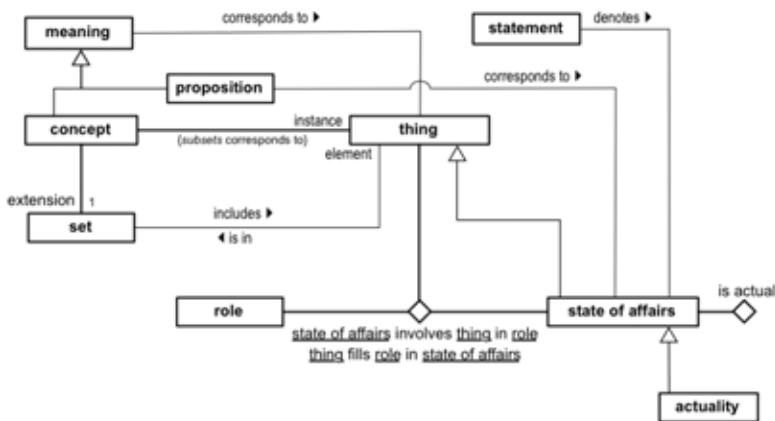 corresponds to ▶
denotes ▶
meaning
statement
proposition
corresponds to ▶
concept
instance
thing
(subsets corresponds to)
element
extension
1
includes ▶
set
◀ is in
is actual
role
state of affairs
state of affairs involves thing in role
thing fills role in state of affairs
actuality